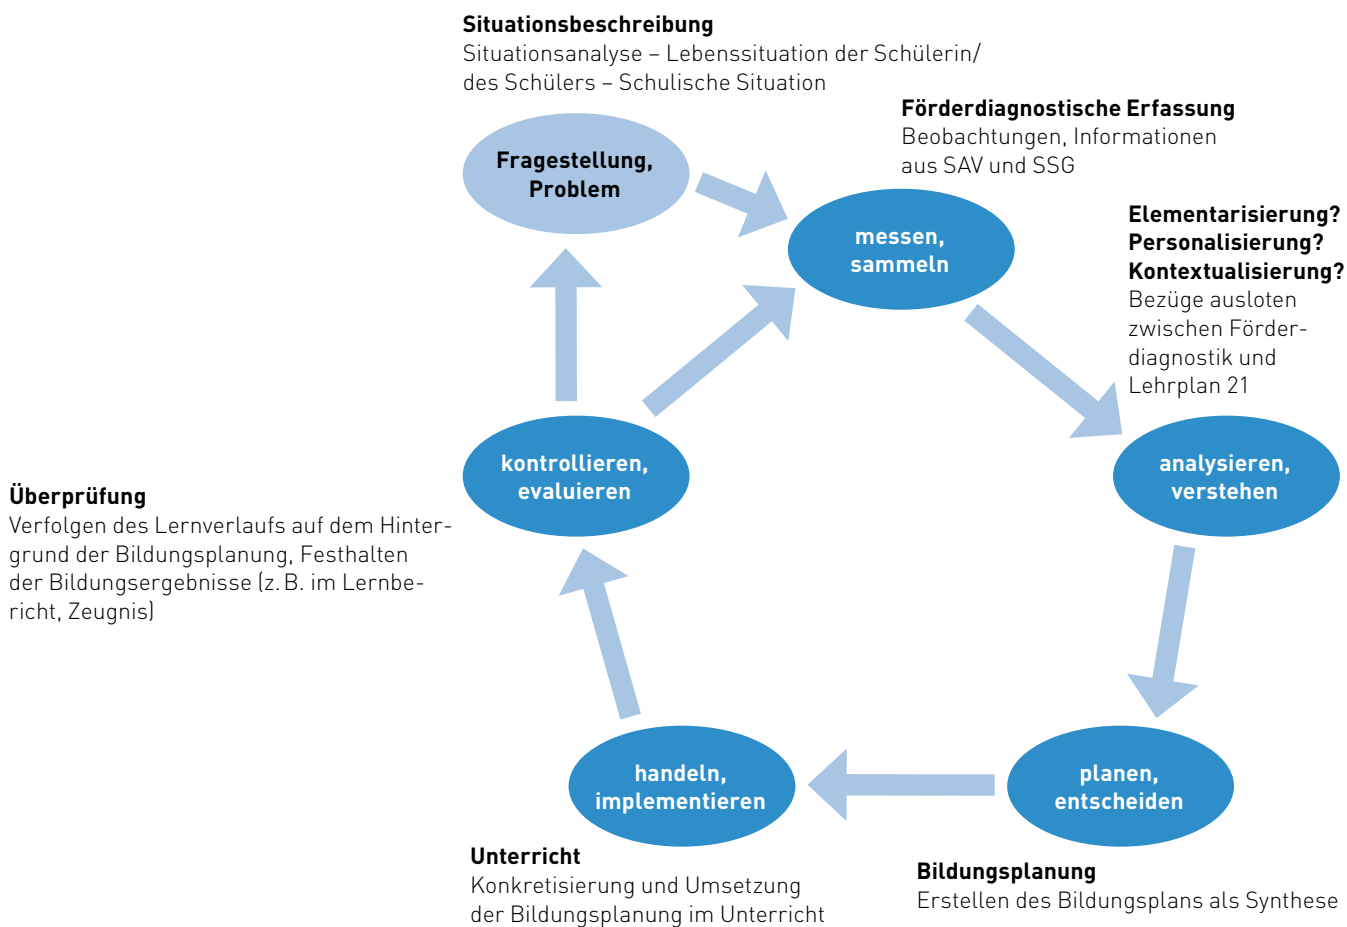 Situationsbeschreibung
Situationsanalyse – Lebenssituation der Schülerin/
des Schülers – Schulische Situation
Fragestellung,
Problem
Förderdiagnostische Erfassung
Beobachtungen, Informationen
aus SAV und SSG
messen,
sammeln
Elementarisierung?
Personalisierung?
Kontextualisierung?
Bezüge ausloten
zwischen Förder-
diagnostik und
Lehrplan 21
analysieren,
verstehen
planen,
entscheiden
Bildungsplanung
Erstellen des Bildungsplans als Synthese
handeln,
implementieren
Unterricht
Konkretisierung und Umsetzung
der Bildungsplanung im Unterricht
kontrollieren,
evaluieren
Überprüfung
Verfolgen des Lernverlaufs auf dem Hinter-
grund der Bildungsplanung, Festhalten
der Bildungsergebnisse (z. B. im Lernbe-
richt, Zeugnis)